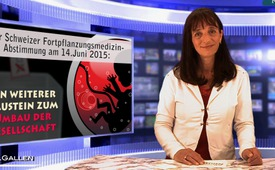 r Schweizer Fortpflanzungsmedizin-
Abstimmung am 14.Juni 2015:
N WEITERER
USTEIN ZUM
MBAU DER
SELLSCHAFT
.GALLEN